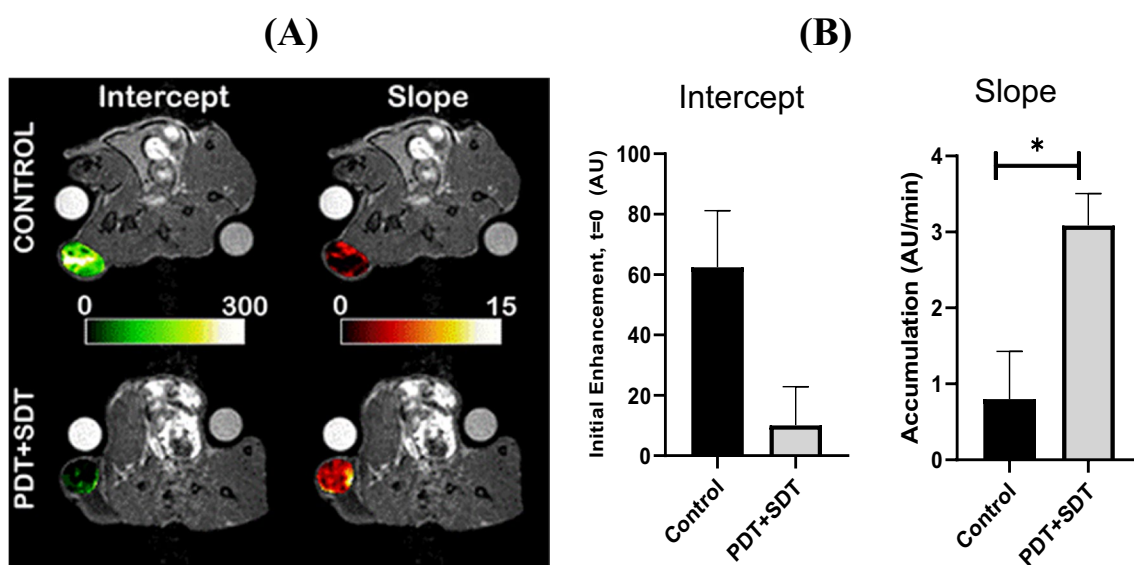 (A)
(B)
Intercept Slope
CONTROL
0 300
0 15
PDT+SDT
Intercept
Initial Enhancement, t=0 (AU)
100
80
60
40
20
0
Control
PDT+SDT
Slope
Accumulation (AU/min)
4
3
2
1
0
*
Control
PDT+SDT